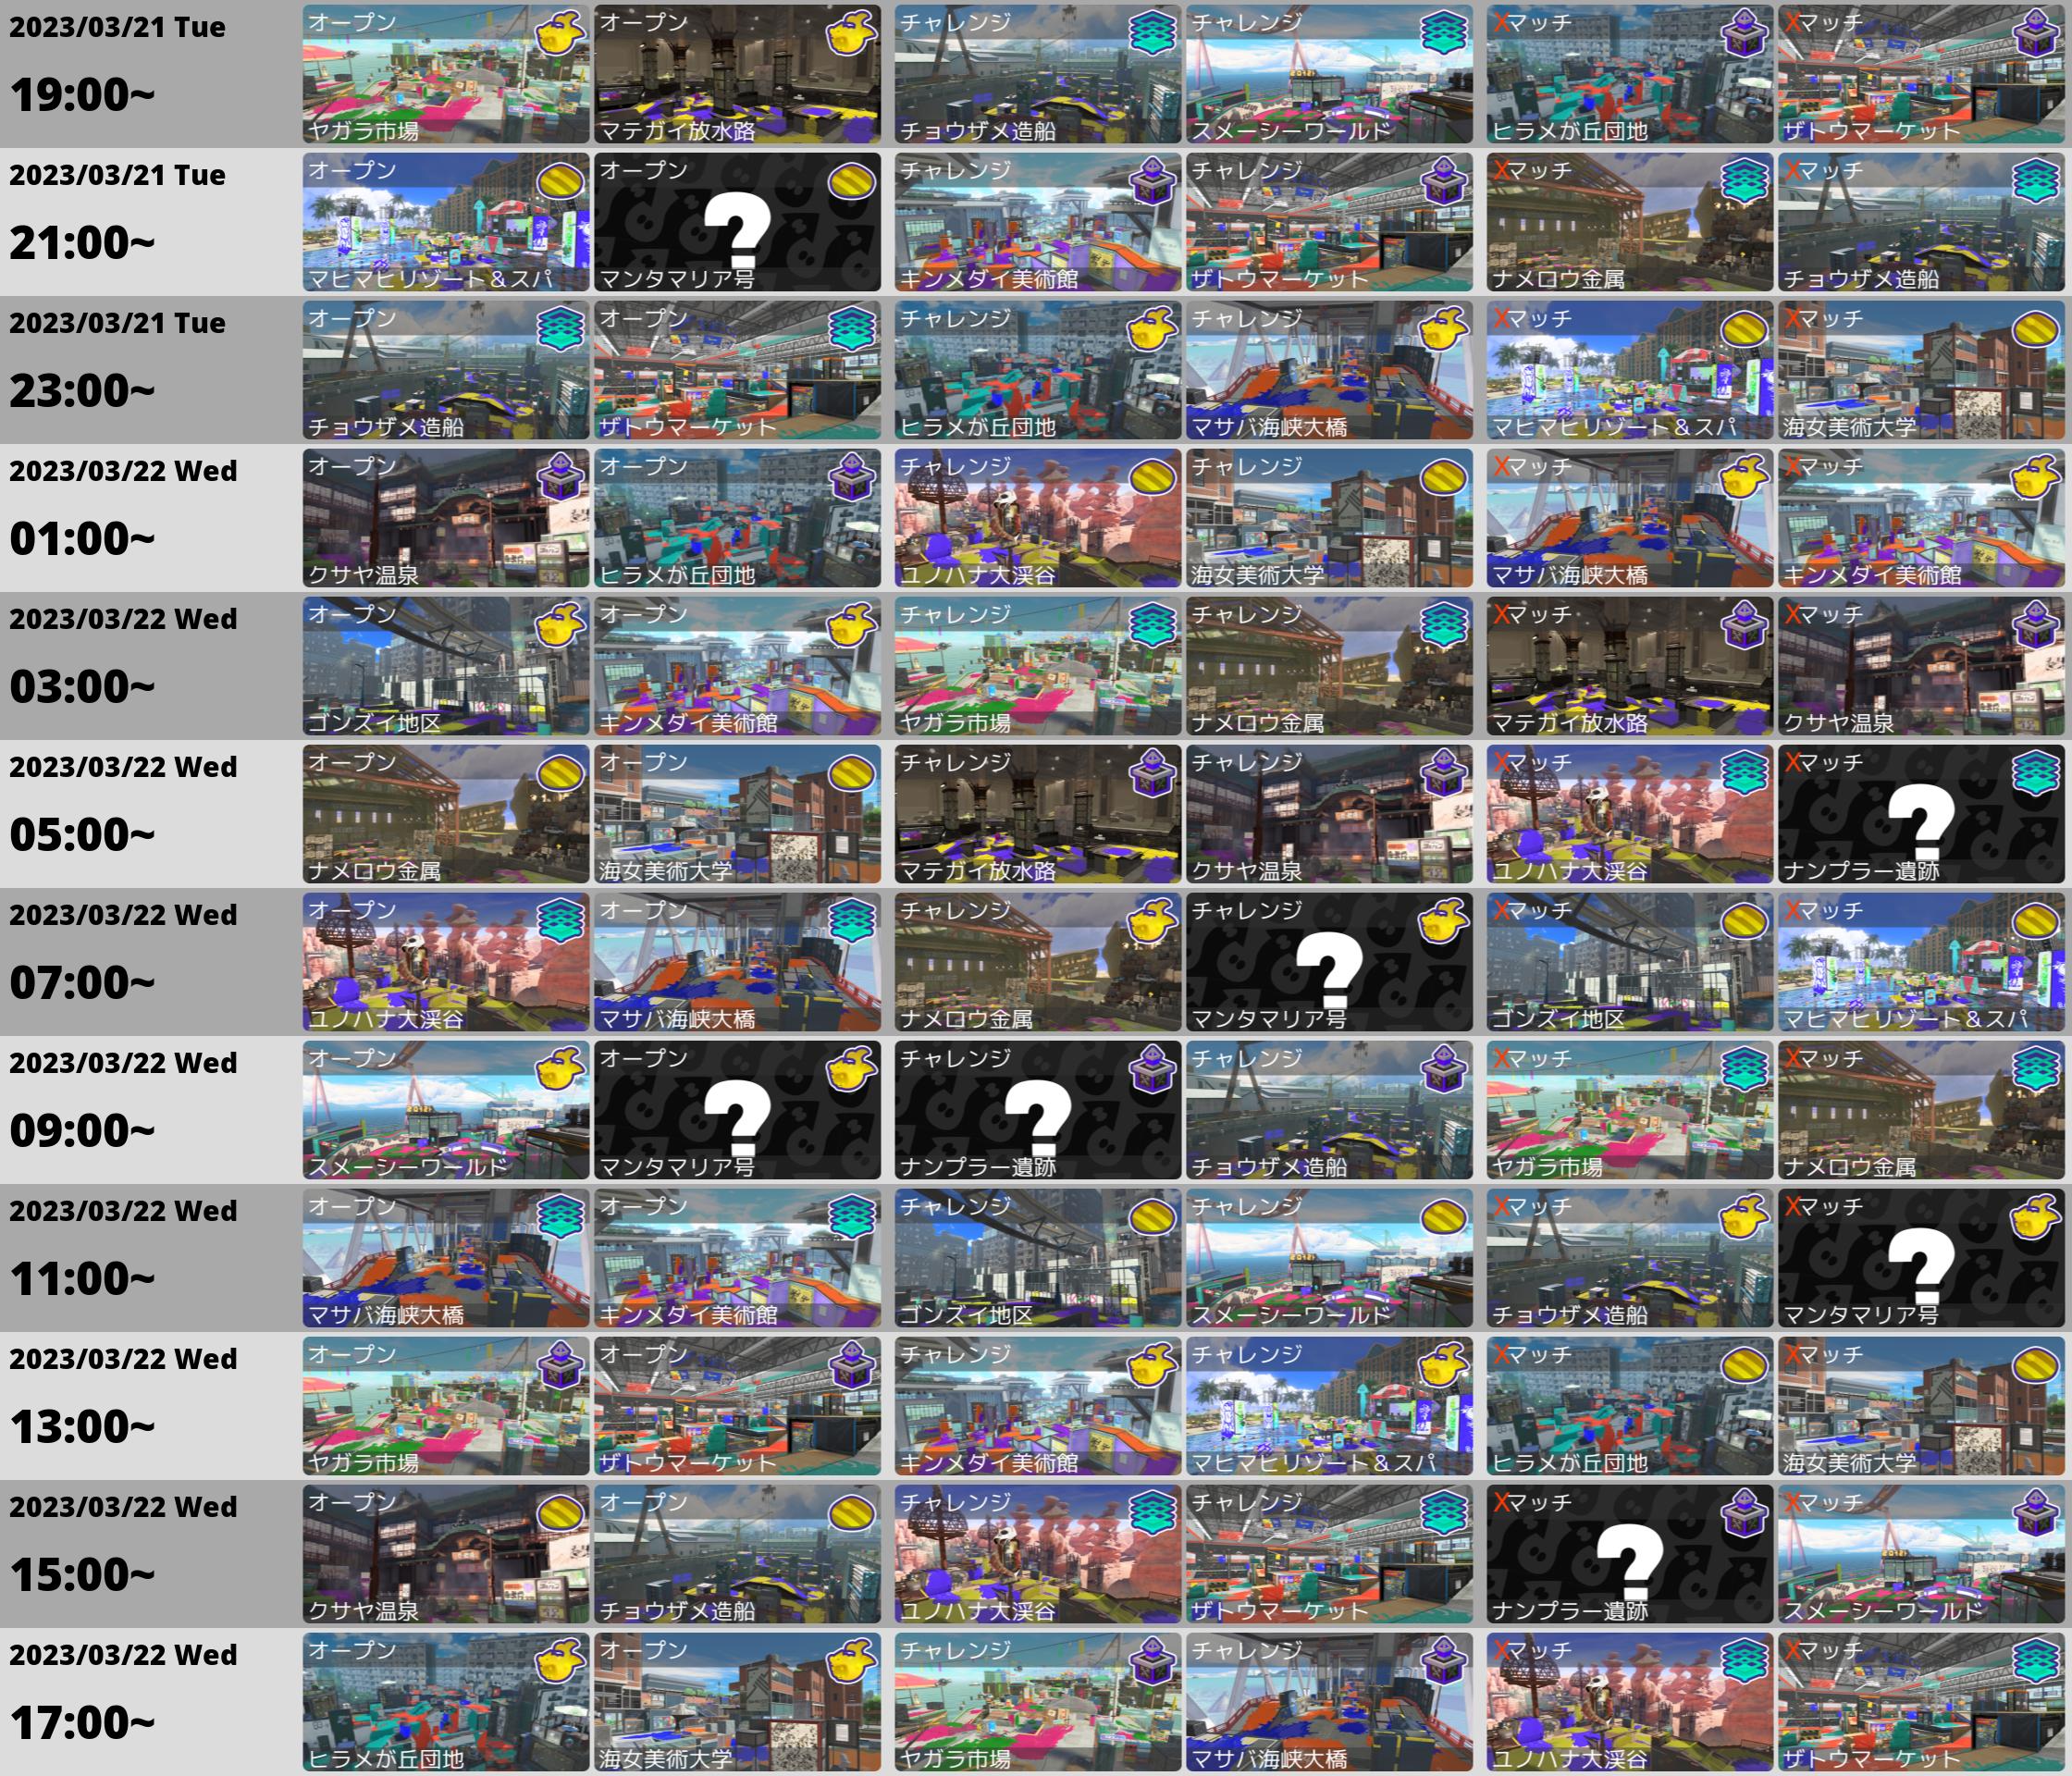 2023/03/21 Tue
19:00~
オープン オープン チャレンジ チャレンジ Xマッチ Xマッチ
ヤガラ市場 マテガイ放水路 チョウザメ造船 スメーシーワールド ヒラメが丘団地 ザトウマーケット
2023/03/21 Tue
21:00~
オープン オープン チャレンジ チャレンジ Xマッチ Xマッチ
?
マヒマヒリゾート＆スパ マンタマリア号 キンメダイ美術館 ザトウマーケット ナメロウ金属 チョウザメ造船
2023/03/21 Tue
23:00~
オープン オープン チャレンジ チャレンジ Xマッチ Xマッチ
チョウザメ造船 ザトウマーケット ヒラメが丘団地 マサバ海峡大橋 マヒマヒリゾート＆スパ 海女美術大学
2023/03/22 Wed
01:00~
オープン オープン チャレンジ チャレンジ Xマッチ Xマッチ
クサヤ温泉 ヒラメが丘団地 ユノハナ大渓谷 海女美術大学 マサバ海峡大橋 キンメダイ美術館
2023/03/22 Wed
03:00~
オープン オープン チャレンジ チャレンジ Xマッチ Xマッチ
ゴンズイ地区 キンメダイ美術館 ヤガラ市場 ナメロウ金属 マテガイ放水路 クサヤ温泉
2023/03/22 Wed
05:00~
オープン オープン チャレンジ チャレンジ Xマッチ Xマッチ
?
ナメロウ金属 海女美術大学 マテガイ放水路 クサヤ温泉 ユノハナ大渓谷 ナンプラー遺跡
2023/03/22 Wed
07:00~
オープン オープン チャレンジ チャレンジ Xマッチ Xマッチ
?
ユノハナ大渓谷 マサバ海峡大橋 ナメロウ金属 マンタマリア号 ゴンズイ地区 マヒマヒリゾート＆スパ
2023/03/22 Wed
09:00~
オープン オープン チャレンジ チャレンジ Xマッチ Xマッチ
? ?
スメーシーワールド マンタマリア号 ナンプラー遺跡 チョウザメ造船 ヤガラ市場 ナメロウ金属
2023/03/22 Wed
11:00~
オープン オープン チャレンジ チャレンジ Xマッチ Xマッチ
?
マサバ海峡大橋 キンメダイ美術館 ゴンズイ地区 スメーシーワールド チョウザメ造船 マンタマリア号
2023/03/22 Wed
13:00~
オープン オープン チャレンジ チャレンジ Xマッチ Xマッチ
ヤガラ市場 ザトウマーケット キンメダイ美術館 マヒマヒリゾート＆スパ ヒラメが丘団地 海女美術大学
2023/03/22 Wed
15:00~
オープン オープン チャレンジ チャレンジ Xマッチ Xマッチ
?
クサヤ温泉 チョウザメ造船 ユノハナ大渓谷 ザトウマーケット ナンプラー遺跡 スメーシーワールド
2023/03/22 Wed
17:00~
オープン オープン チャレンジ チャレンジ Xマッチ Xマッチ
ヒラメが丘団地 海女美術大学 ヤガラ市場 マサバ海峡大橋 ユノハナ大渓谷 ザトウマーケット